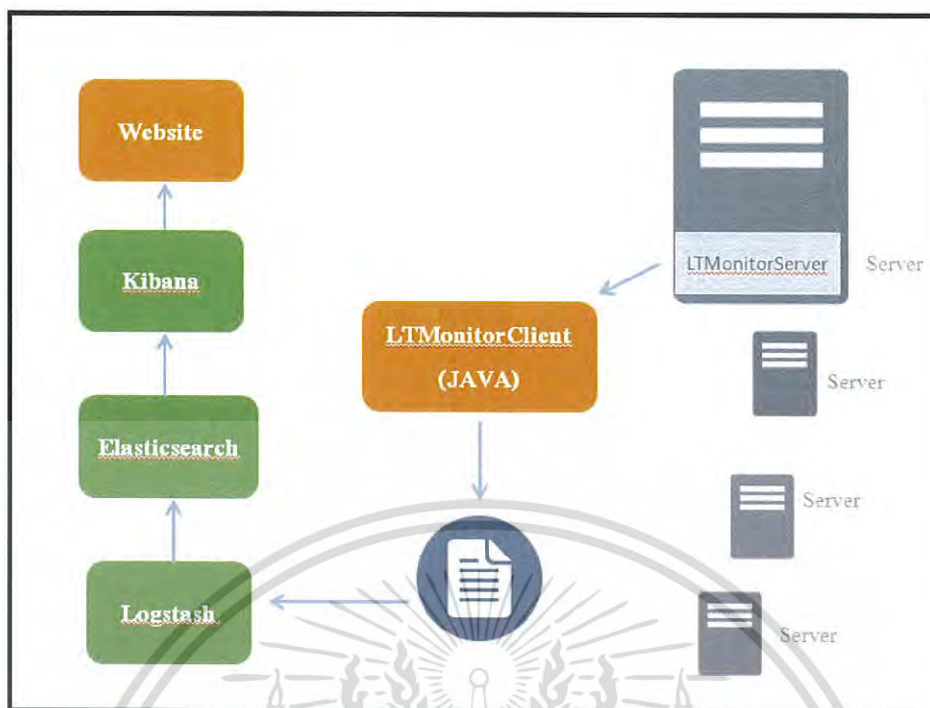 Website
Kibana
Elasticsearch
Logstash
LTMonitorClient
(JAVA)
LTMonitorServer
Server
Server
Server
Server